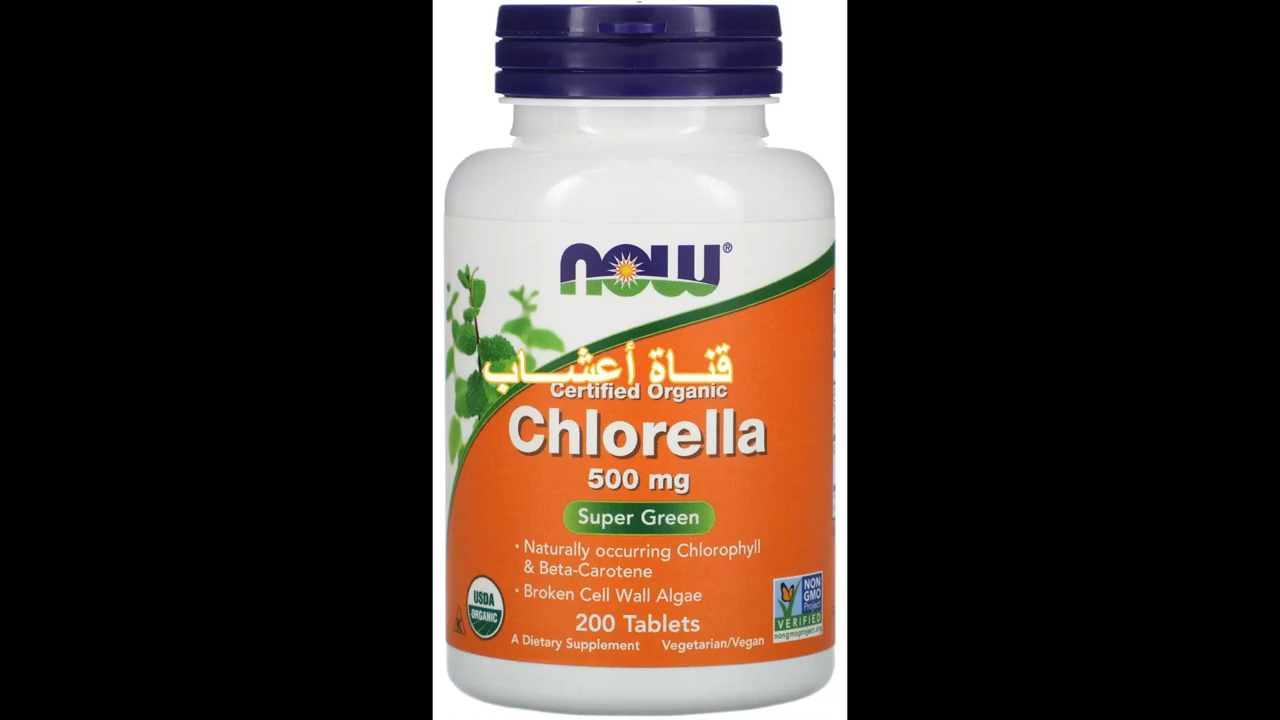 NOW®
قناة أعشاب
Certified Organic
Chlorella
500 mg
Super Green
· Naturally occurring Chlorophyll
& Beta-Carotene
· Broken Cell Wall Algae
USDA
ORGANIC
NON
GMO
Project
VERIFIED
nongmoproject.org
K
200 Tablets
A Dietary Supplement Vegetarian/Vegan